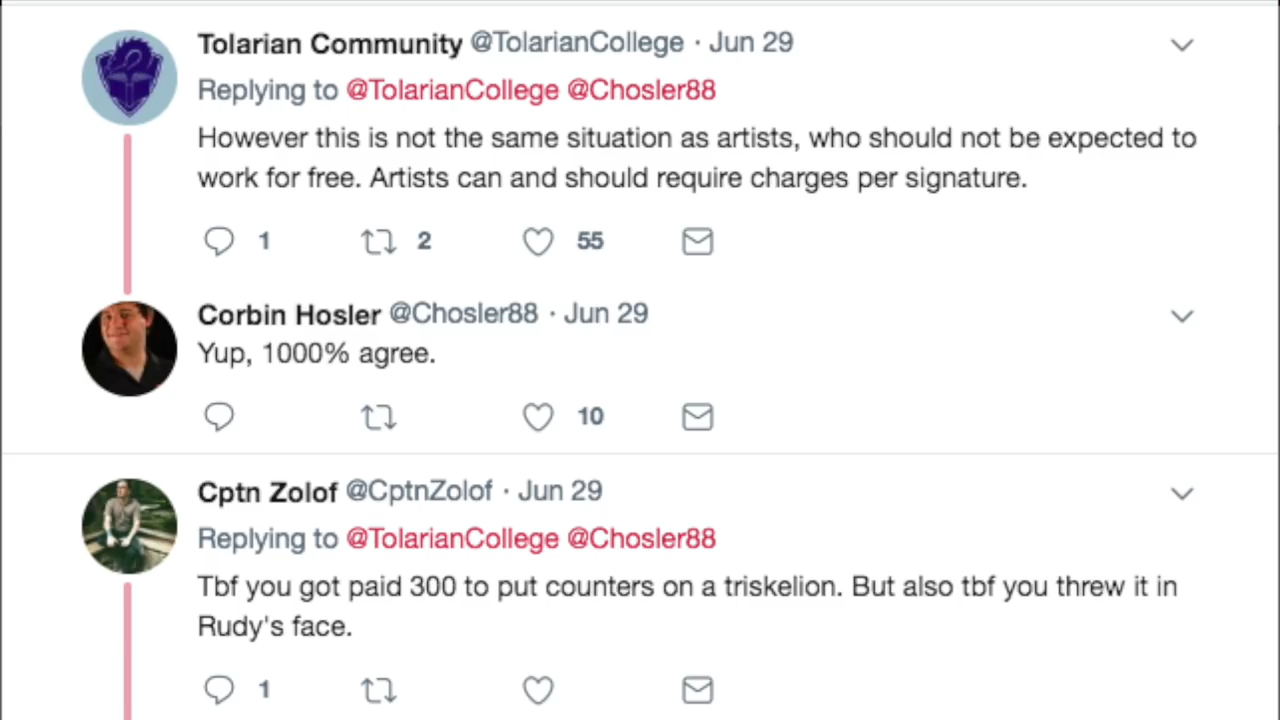 Tolarian Community @TolarianCollege · Jun 29
Replying to @TolarianCollege @Chosler88
However this is not the same situation as artists, who should not be expected to
work for free. Artists can and should require charges per signature.
1 2 55
Corbin Hosler @Chosler88 · Jun 29
Yup, 1000% agree.
10
Cptn Zolof @CptnZolof · Jun 29
Replying to @TolarianCollege @Chosler88
Tbf you got paid 300 to put counters on a triskelion. But also tbf you threw it in
Rudy's face.
1